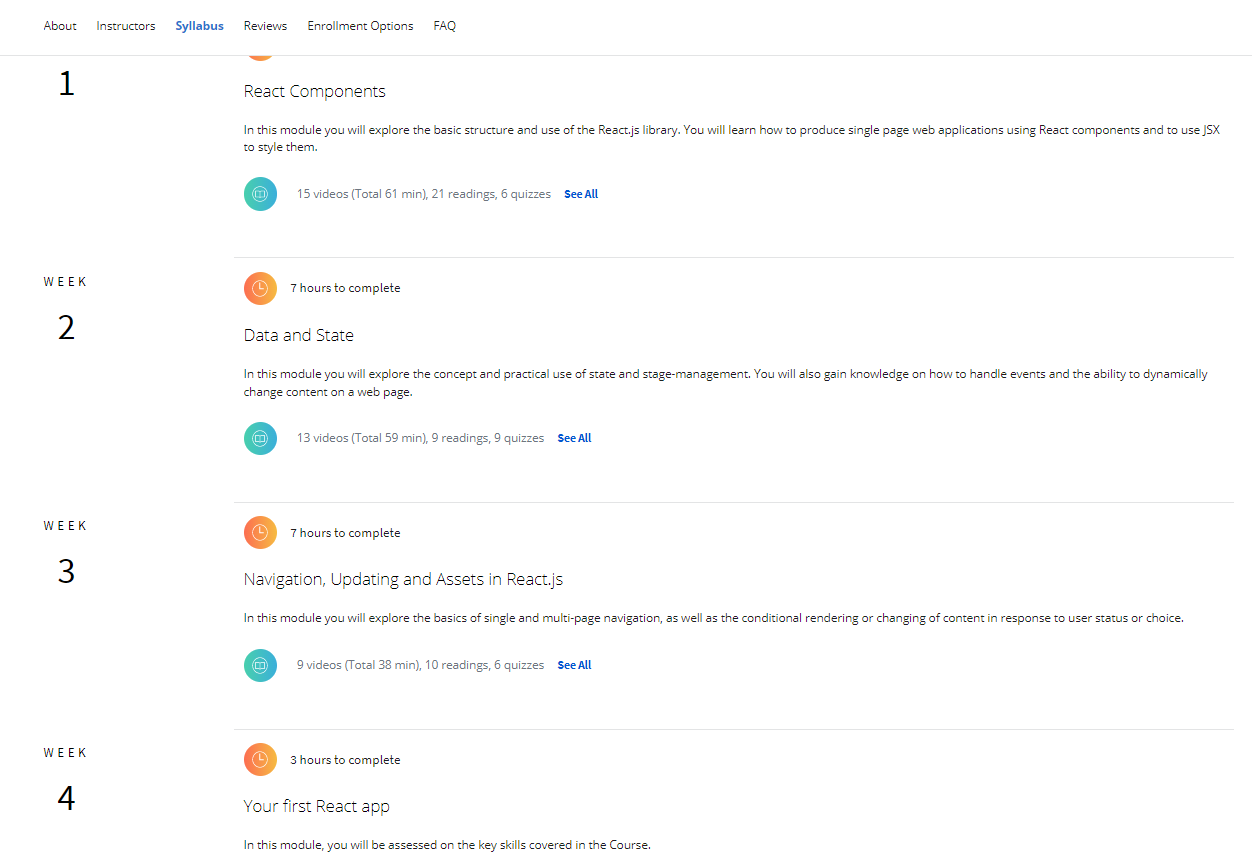 About Instructors Syllabus Reviews Enrollment Options FAQ
1
React Components
In this module you will explore the basic structure and use of the React.js library. You will learn how to produce single page web applications using React components and to use JSX
to style them.
15 videos (Total 61 min), 21 readings, 6 quizzes See All
WEEK
2
7 hours to complete
Data and State
In this module you will explore the concept and practical use of state and stage-management. You will also gain knowledge on how to handle events and the ability to dynamically
change content on a web page.
13 videos (Total 59 min), 9 readings, 9 quizzes See All
WEEK
3
7 hours to complete
Navigation, Updating and Assets in React.js
In this module you will explore the basics of single and multi-page navigation, as well as the conditional rendering or changing of content in response to user status or choice.
9 videos (Total 38 min), 10 readings, 6 quizzes See All
WEEK
4
3 hours to complete
Your first React app
In this module, you will be assessed on the key skills covered in the Course.